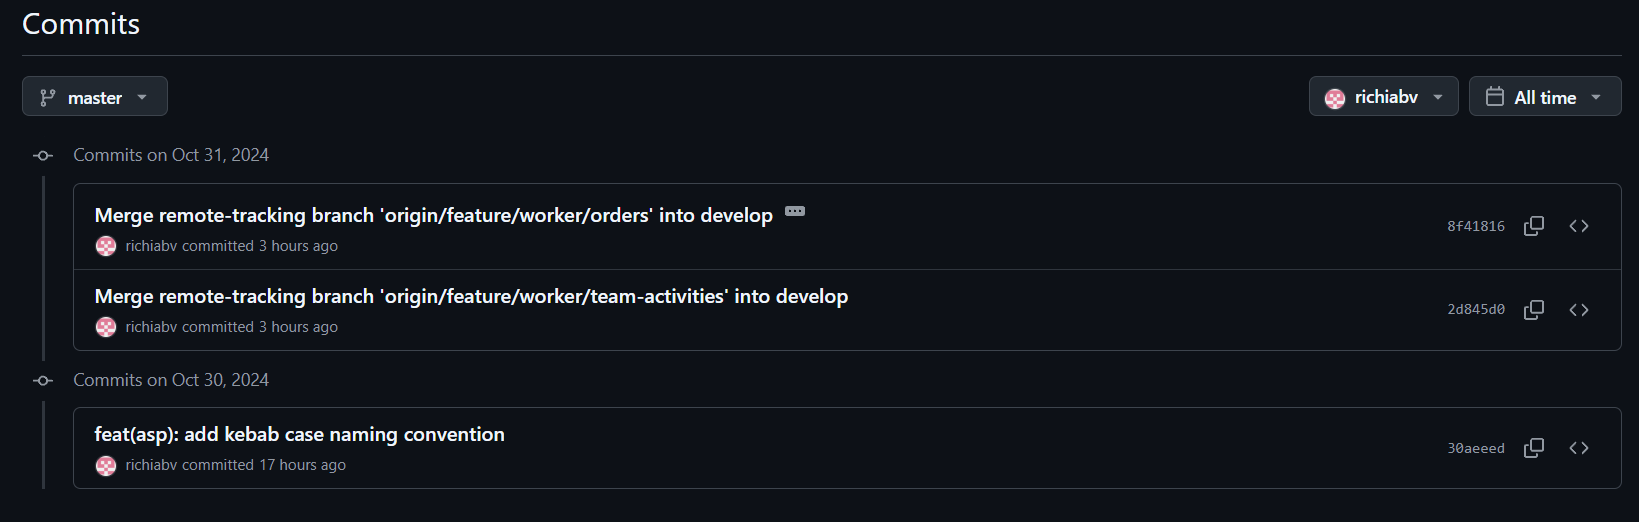 Commits
master
richiabv
All time
Commits on Oct 31, 2024
Merge remote-tracking branch 'origin/feature/worker/orders' into develop
8f41816
richiabv committed 3 hours ago
Merge remote-tracking branch 'origin/feature/worker/team-activities' into develop
2d845d0
richiabv committed 3 hours ago
Commits on Oct 30, 2024
feat(asp): add kebab case naming convention
30aeeed
richiabv committed 17 hours ago